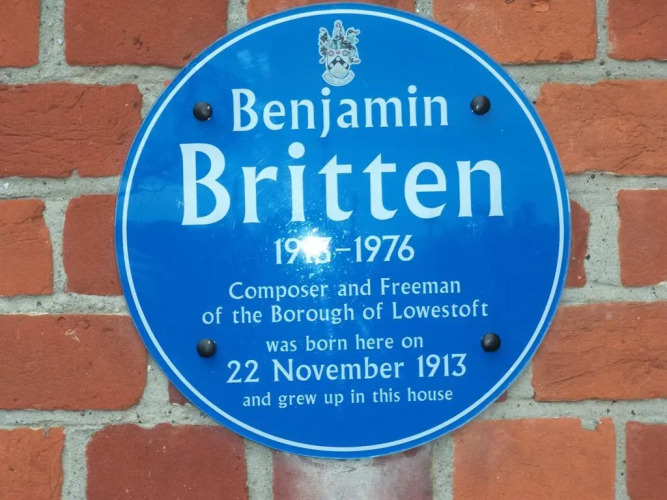 Benjamin
Britten
1913–1976
Composer and Freeman
of the Borough of Lowestoft
was born here on
22 November 1913
and grew up in this house